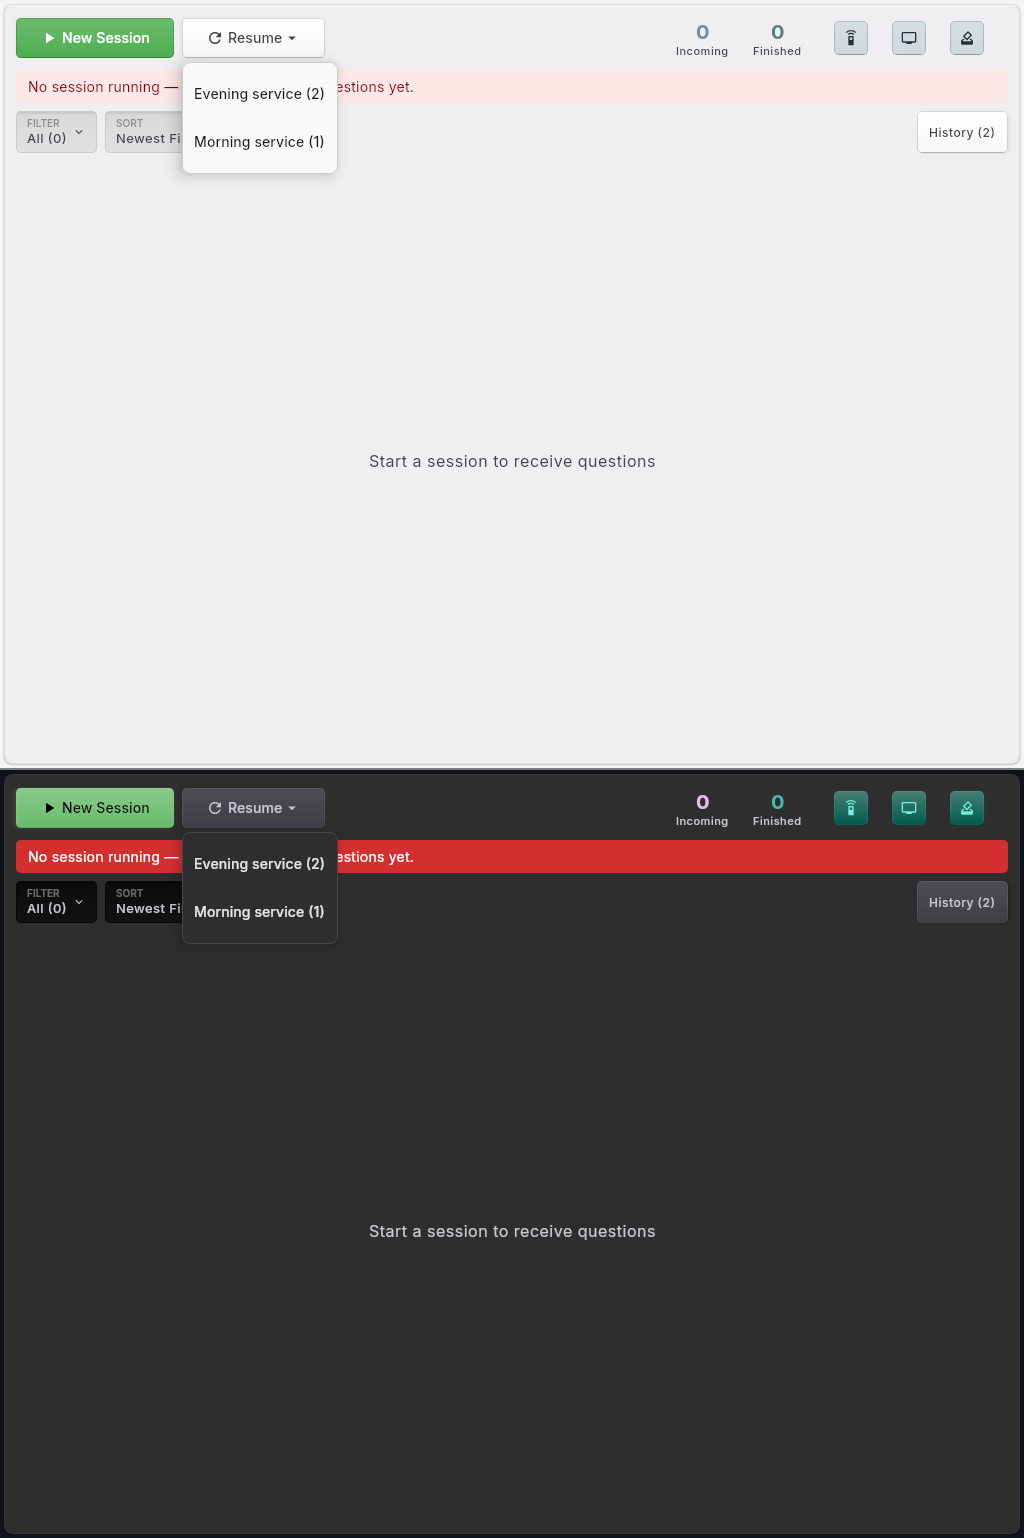 New Session
Resume
0
Incoming
0
Finished
No session running —
estions yet.
Evening service (2)
Morning service (1)
FILTER
All (0)
SORT
Newest Fi
History (2)
Start a session to receive questions
New Session
Resume
0
Incoming
0
Finished
No session running —
estions yet.
Evening service (2)
Morning service (1)
FILTER
All (0)
SORT
Newest Fi
History (2)
Start a session to receive questions